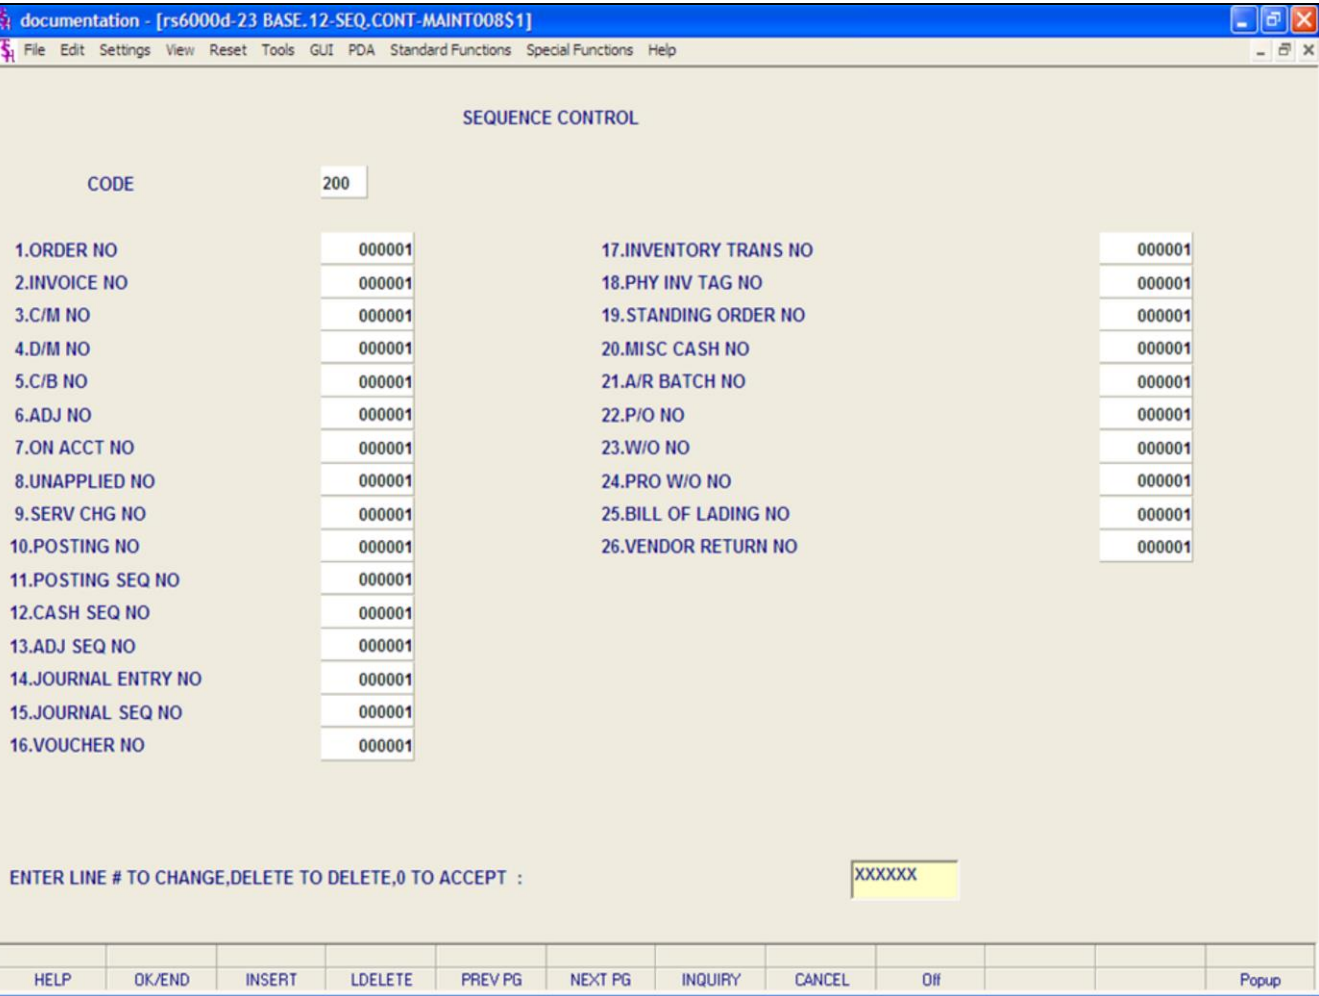 documentation - [rs6000d-23 BASE.12-SEQ.CONT-MAINT008$1]
File Edit Settings View Reset Tools GUI PDA Standard Functions Special Functions Help
SEQUENCE CONTROL
CODE 200
1.ORDER NO 000001 17.INVENTORY TRANS NO 000001
2.INVOICE NO 000001 18.PHY INV TAG NO 000001
3.C/M NO 000001 19.STANDING ORDER NO 000001
4.D/M NO 000001 20.MISC CASH NO 000001
5.C/B NO 000001 21.A/R BATCH NO 000001
6.ADJ NO 000001 22.P/O NO 000001
7.ON ACCT NO 000001 23.W/O NO 000001
8.UNAPPLIED NO 000001 24.PRO W/O NO 000001
9.SERV CHG NO 000001 25.BILL OF LADING NO 000001
10.POSTING NO 000001 26.VENDOR RETURN NO 000001
11.POSTING SEQ NO 000001
12.CASH SEQ NO 000001
13.ADJ SEQ NO 000001
14.JOURNAL ENTRY NO 000001
15.JOURNAL SEQ NO 000001
16.VOUCHER NO 000001
ENTER LINE # TO CHANGE,DELETE TO DELETE,0 TO ACCEPT : XXXXXX
HELP OK/END INSERT LDELETE PREV PG NEXT PG INQUIRY CANCEL Off Popup